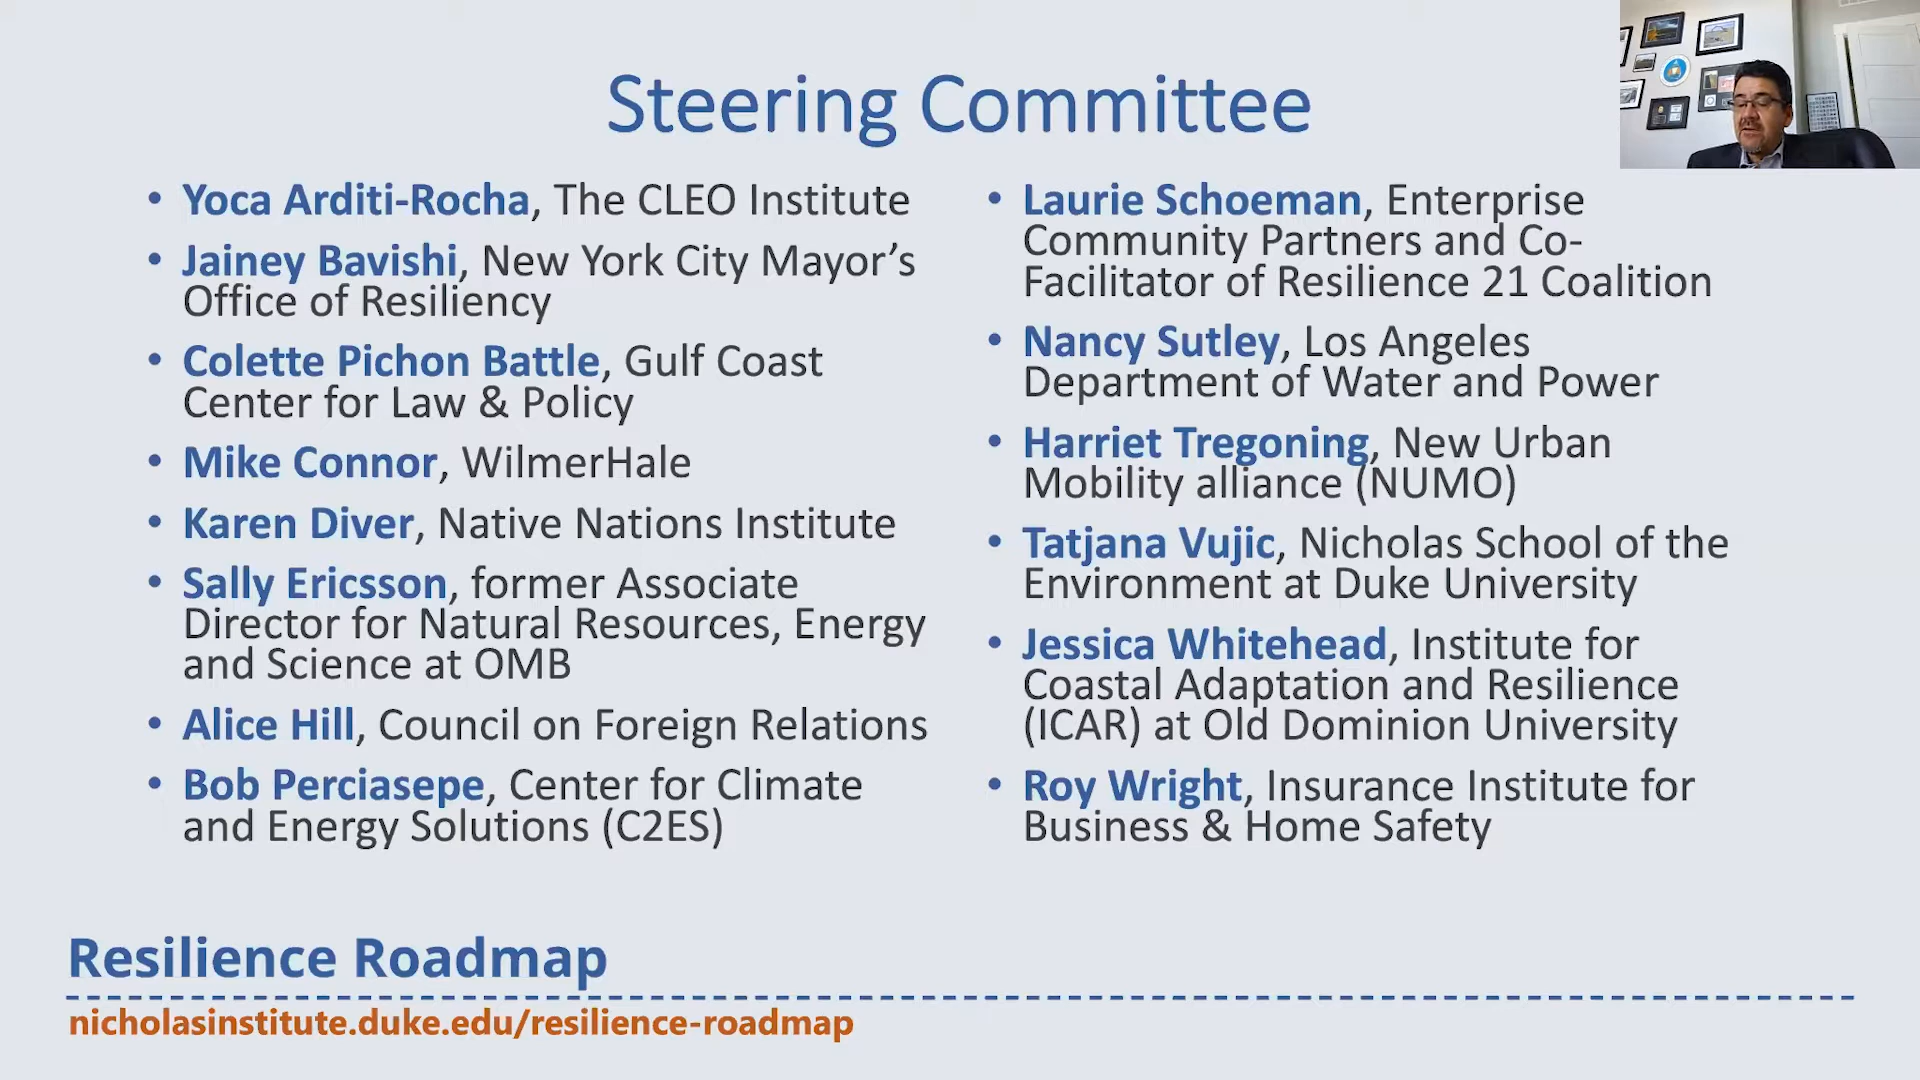 Steering Committee
• Yoca Arditi-Rocha, The CLEO Institute
• Jainey Bavishi, New York City Mayor’s
Office of Resiliency
• Colette Pichon Battle, Gulf Coast
Center for Law & Policy
• Mike Connor, WilmerHale
• Karen Diver, Native Nations Institute
• Sally Ericsson, former Associate
Director for Natural Resources, Energy
and Science at OMB
• Alice Hill, Council on Foreign Relations
• Bob Perciasepe, Center for Climate
and Energy Solutions (C2ES)
• Laurie Schoeman, Enterprise
Community Partners and Co-
Facilitator of Resilience 21 Coalition
• Nancy Sutley, Los Angeles
Department of Water and Power
• Harriet Tregoning, New Urban
Mobility alliance (NUMO)
• Tatjana Vujic, Nicholas School of the
Environment at Duke University
• Jessica Whitehead, Institute for
Coastal Adaptation and Resilience
(ICAR) at Old Dominion University
• Roy Wright, Insurance Institute for
Business & Home Safety
Resilience Roadmap
nicholasinstitute.duke.edu/resilience-roadmap